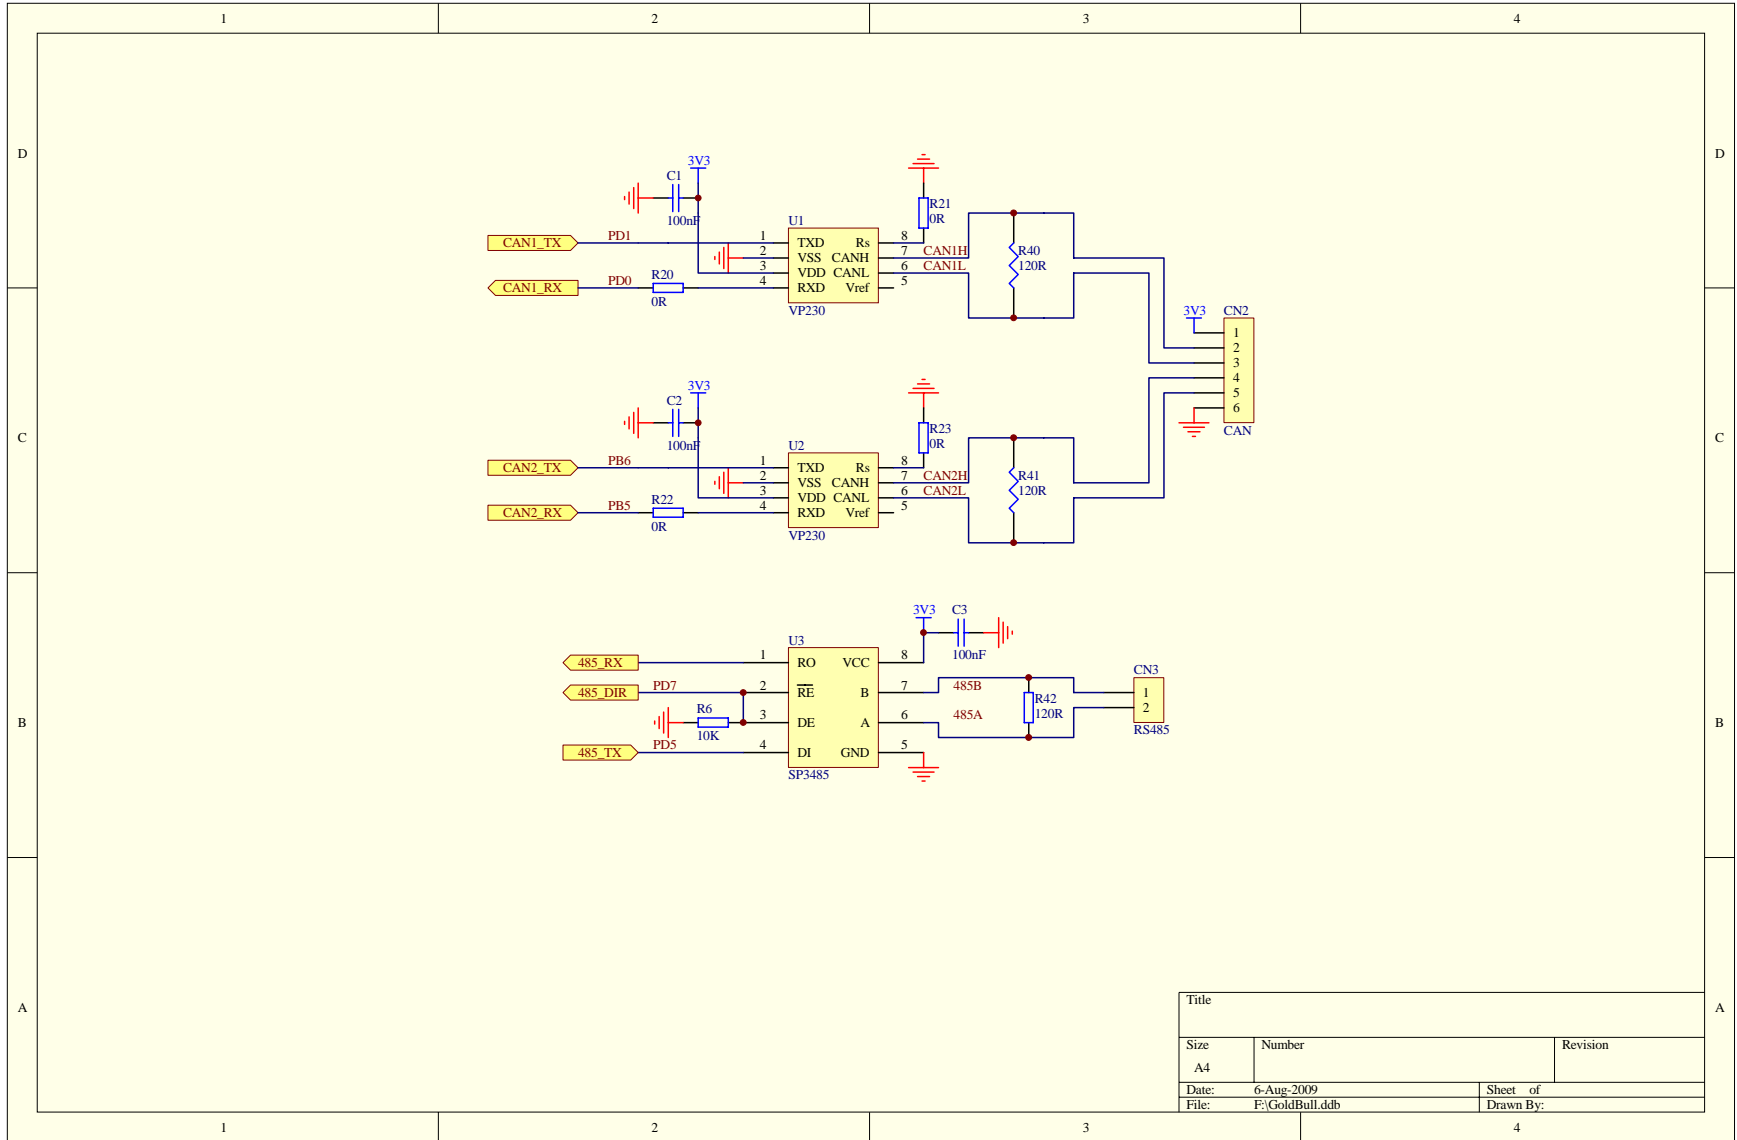 1 2 3 4
D D
3V3
C1
100nF
U1
R21
0R
CAN1_TX PD1 1 TXD Rs 8
2 VSS CANH 7 CAN1H
3 VDD CANL 6 CAN1L
CAN1_RX PD0 R20 4 RXD Vref 5
0R
VP230
R40
120R
3V3 CN2
1
2
3
4
5
6
CAN
3V3
C2
100nF
C C
U2
R23
0R
CAN2_TX PB6 1 TXD Rs 8
2 VSS CANH 7 CAN2H
3 VDD CANL 6 CAN2L
CAN2_RX PB5 R22 4 RXD Vref 5
0R
VP230
R41
120R
3V3 C3
100nF
U3
485_RX 1 RO VCC 8
485_DIR PD7 2 RE B 7 485B
R6 3 DE A 6 485A
10K
485_TX PD5 4 DI GND 5
SP3485
R42
120R
CN3
1
2
RS485
B B
A A
Title
Size Number Revision
A4
Date: 6-Aug-2009 Sheet of
File: F:\GoldBull.ddb Drawn By:
1 2 3 4